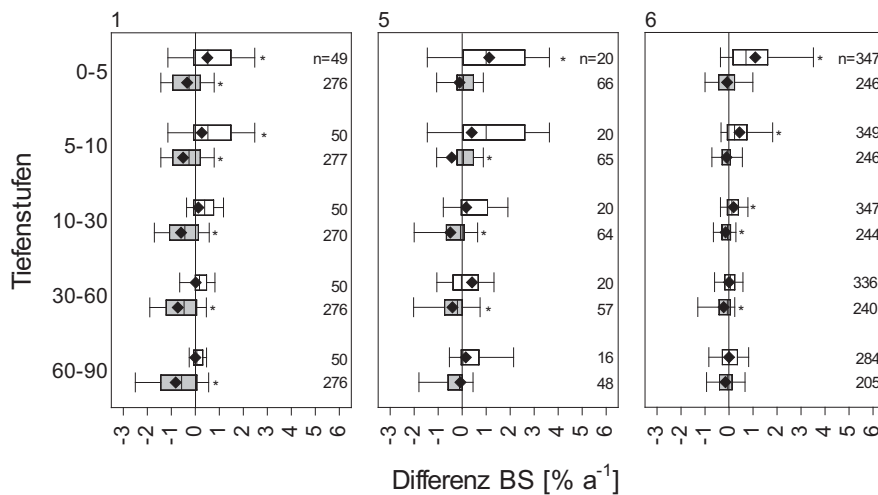 1 5 6
0-5 n=49 * n=20 * n=347 *
276 * 66 246
5-10 50 * 20 349 *
277 * 65 * 246
10-30 50 20 347 *
270 * 64 * 244 *
30-60 50 20 336
276 * 57 * 240 *
60-90 50 16 284
276 * 48 205
Tiefenstufen
-3 -2 -1 0 1 2 3 4 5 6 -3 -2 -1 0 1 2 3 4 5 6 -3 -2 -1 0 1 2 3 4 5 6
Differenz BS [% a⁻¹]